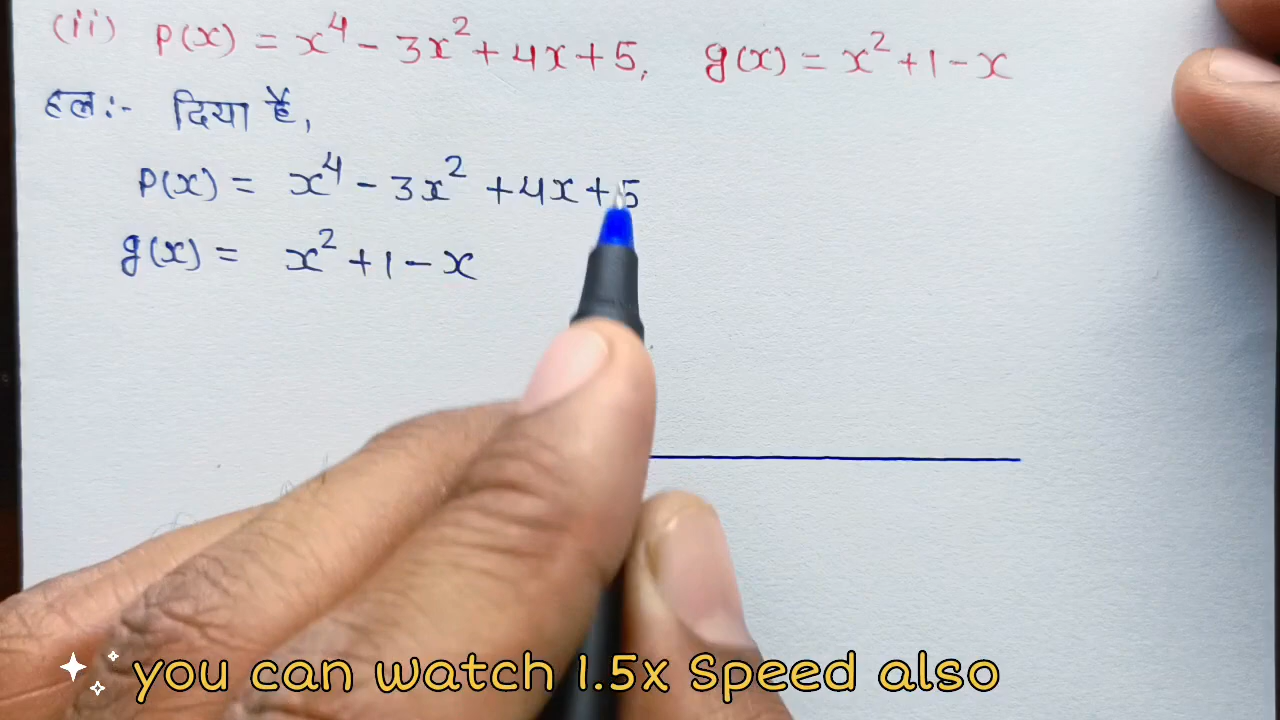 (ii) p(x) = x⁴ - 3x² + 4x + 5, g(x) = x² + 1 - x
हल :- दिया है,
p(x) = x⁴ - 3x² + 4x + 5
g(x) = x² + 1 - x
you can watch 1.5x Speed also